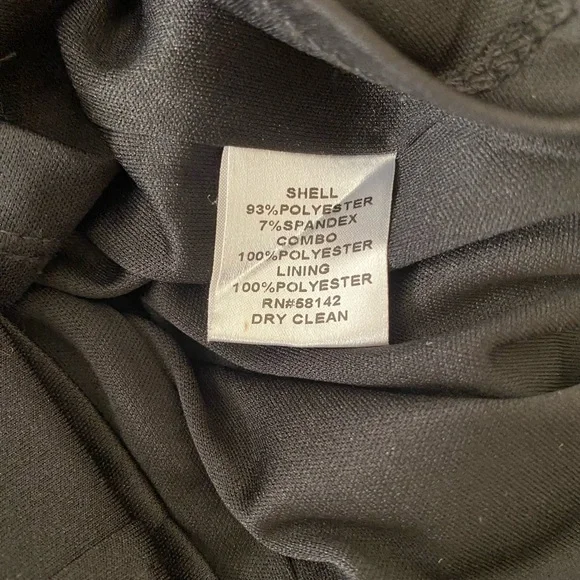 SHELL
93%POLYESTER
7%SPANDEX
COMBO
100%POLYESTER
LINING
100%POLYESTER
RN#58142
DRY CLEAN